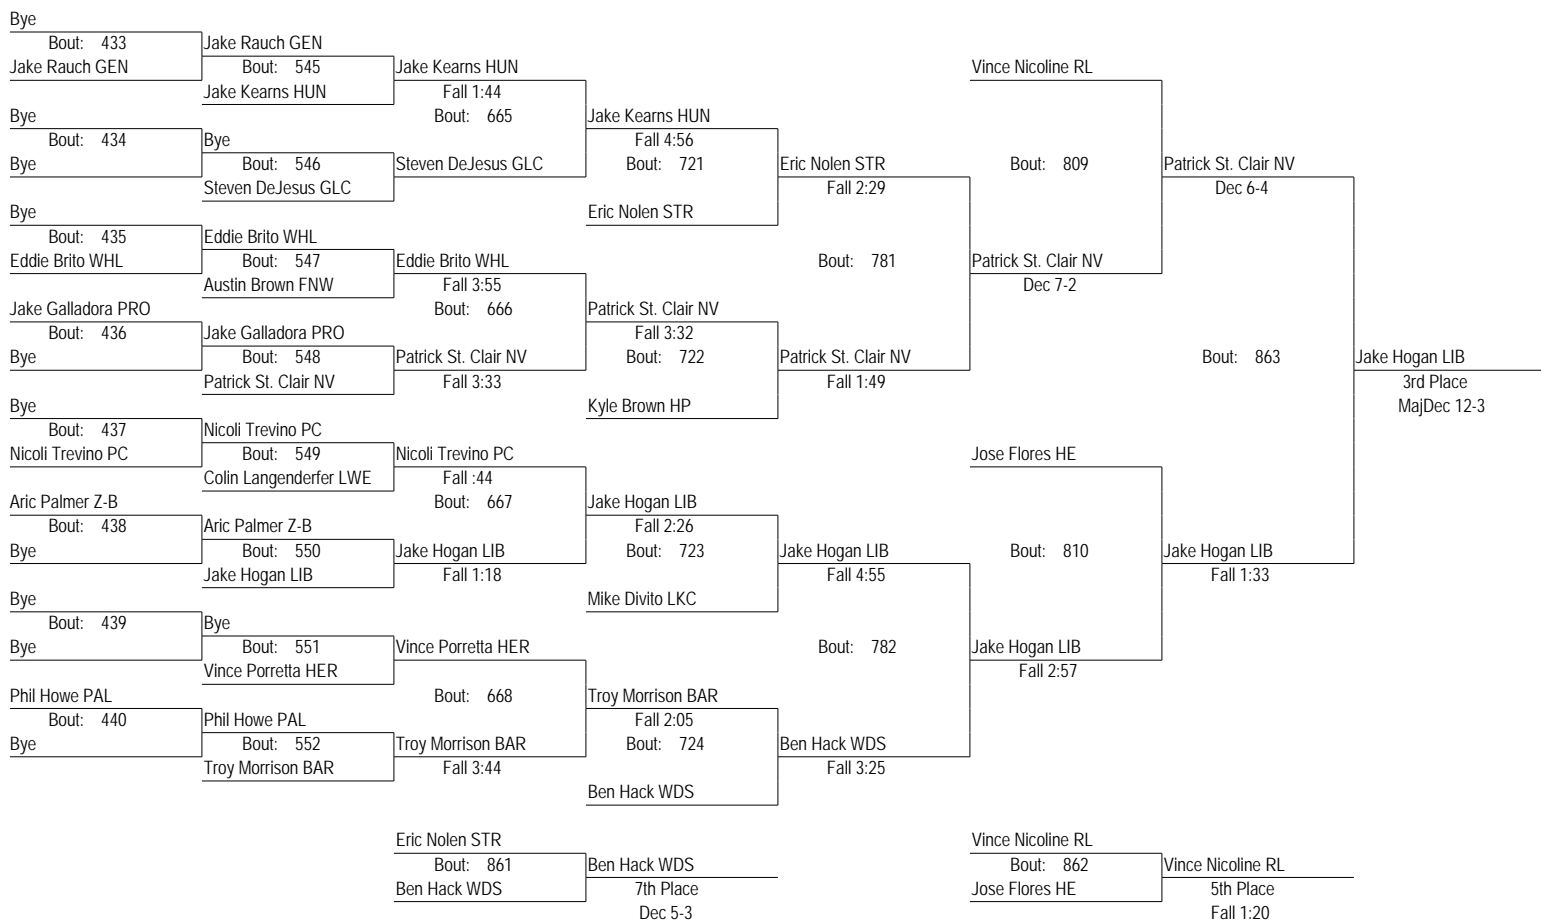 Bye
Bout: 433
Jake Rauch GEN
Bye
Bout: 434
Bye
Bye
Bout: 435
Eddie Brito WHL
Jake Galladora PRO
Bout: 436
Bye
Bye
Bout: 437
Nicoli Trevino PC
Aric Palmer Z-B
Bout: 438
Bye
Bye
Bout: 439
Bye
Phil Howe PAL
Bout: 440
Bye
Jake Rauch GEN
Bout: 545
Jake Kearns HUN
Bye
Bout: 546
Steven DeJesus GLC
Eddie Brito WHL
Bout: 547
Austin Brown FNW
Jake Galladora PRO
Bout: 548
Patrick St. Clair NV
Nicoli Trevino PC
Bout: 549
Colin Langenderfer LWE
Aric Palmer Z-B
Bout: 550
Jake Hogan LIB
Bye
Bout: 551
Vince Porretta HER
Phil Howe PAL
Bout: 552
Troy Morrison BAR
Jake Kearns HUN
Fall 1:44
Bout: 665
Steven DeJesus GLC
Eddie Brito WHL
Fall 3:55
Bout: 666
Patrick St. Clair NV
Fall 3:33
Nicoli Trevino PC
Fall :44
Bout: 667
Jake Hogan LIB
Fall 1:18
Vince Porretta HER
Bout: 668
Troy Morrison BAR
Fall 3:44
Jake Kearns HUN
Fall 4:56
Bout: 721
Eric Nolen STR
Patrick St. Clair NV
Fall 3:32
Bout: 722
Kyle Brown HP
Jake Hogan LIB
Fall 2:26
Bout: 723
Mike Divito LKC
Troy Morrison BAR
Fall 2:05
Bout: 724
Ben Hack WDS
Eric Nolen STR
Fall 2:29
Bout: 781
Patrick St. Clair NV
Fall 1:49
Jake Hogan LIB
Fall 4:55
Bout: 782
Ben Hack WDS
Fall 3:25
Vince Nicoline RL
Bout: 809
Patrick St. Clair NV
Dec 7-2
Jose Flores HE
Bout: 810
Jake Hogan LIB
Fall 2:57
Patrick St. Clair NV
Dec 6-4
Bout: 863
Jake Hogan LIB
Fall 1:33
Jake Hogan LIB
3rd Place
MajDec 12-3
Eric Nolen STR
Bout: 861
Ben Hack WDS
Ben Hack WDS
7th Place
Dec 5-3
Vince Nicoline RL
Bout: 862
Jose Flores HE
Vince Nicoline RL
5th Place
Fall 1:20